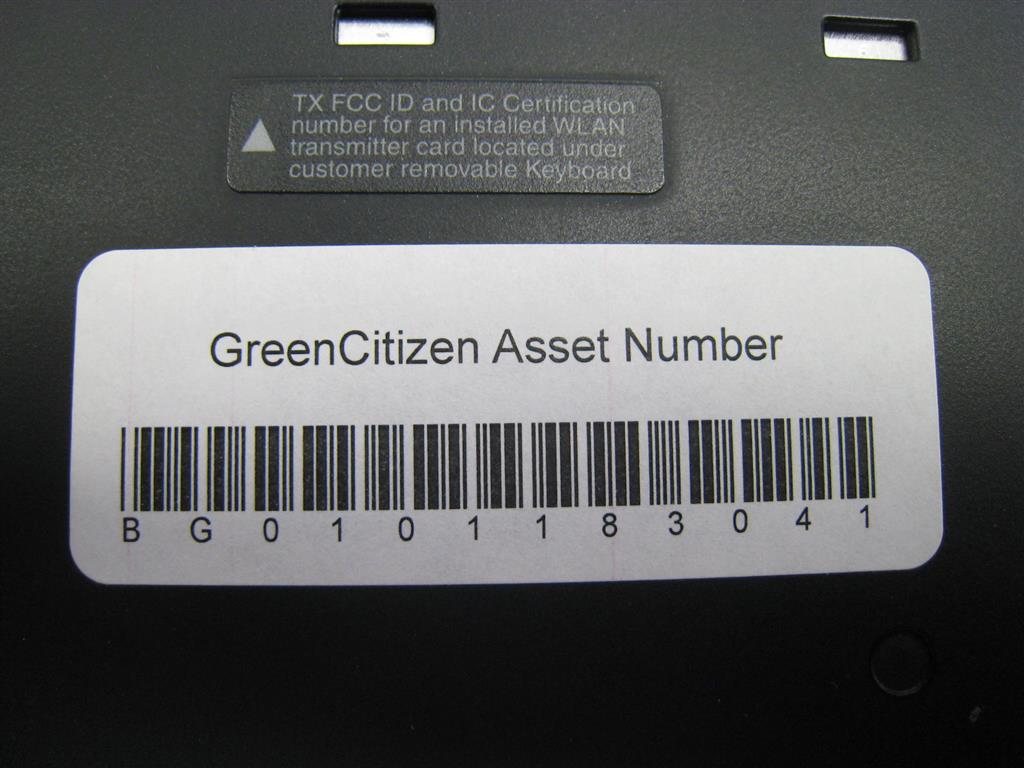 TX FCC ID and IC Certification
number for an installed WLAN
transmitter card located under
customer removable Keyboard
GreenCitizen Asset Number
B G 0 1 0 1 1 8 3 0 4 1